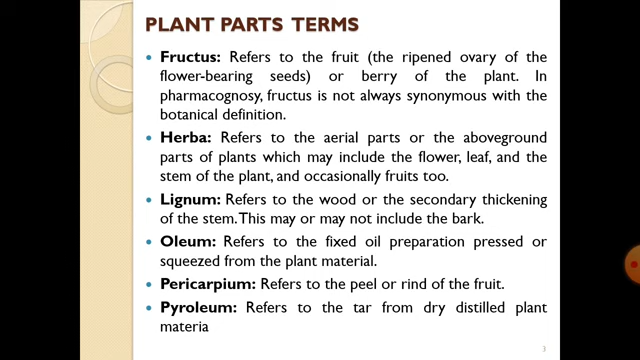 PLANT PARTS TERMS
• Fructus: Refers to the fruit (the ripened ovary of the
flower-bearing seeds) or berry of the plant. In
pharmacognosy, fructus is not always synonymous with the
botanical definition.
• Herba: Refers to the aerial parts or the aboveground
parts of plants which may include the flower, leaf, and the
stem of the plant, and occasionally fruits too.
• Lignum: Refers to the wood or the secondary thickening
of the stem. This may or may not include the bark.
• Oleum: Refers to the fixed oil preparation pressed or
squeezed from the plant material.
• Pericarpium: Refers to the peel or rind of the fruit.
• Pyroleum: Refers to the tar from dry distilled plant
materia
3